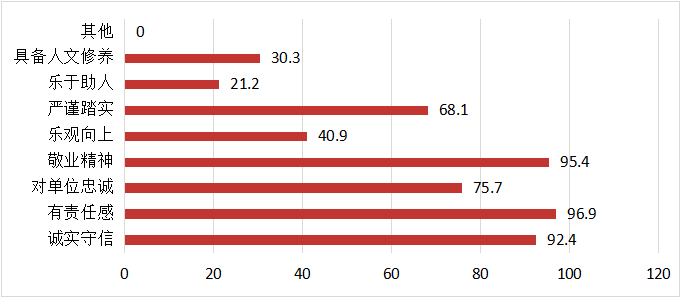 其他 0
具备人文修养 30.3
乐于助人 21.2
严谨踏实 68.1
乐观向上 40.9
敬业精神 95.4
对单位忠诚 75.7
有责任感 96.9
诚实守信 92.4
0 20 40 60 80 100 120